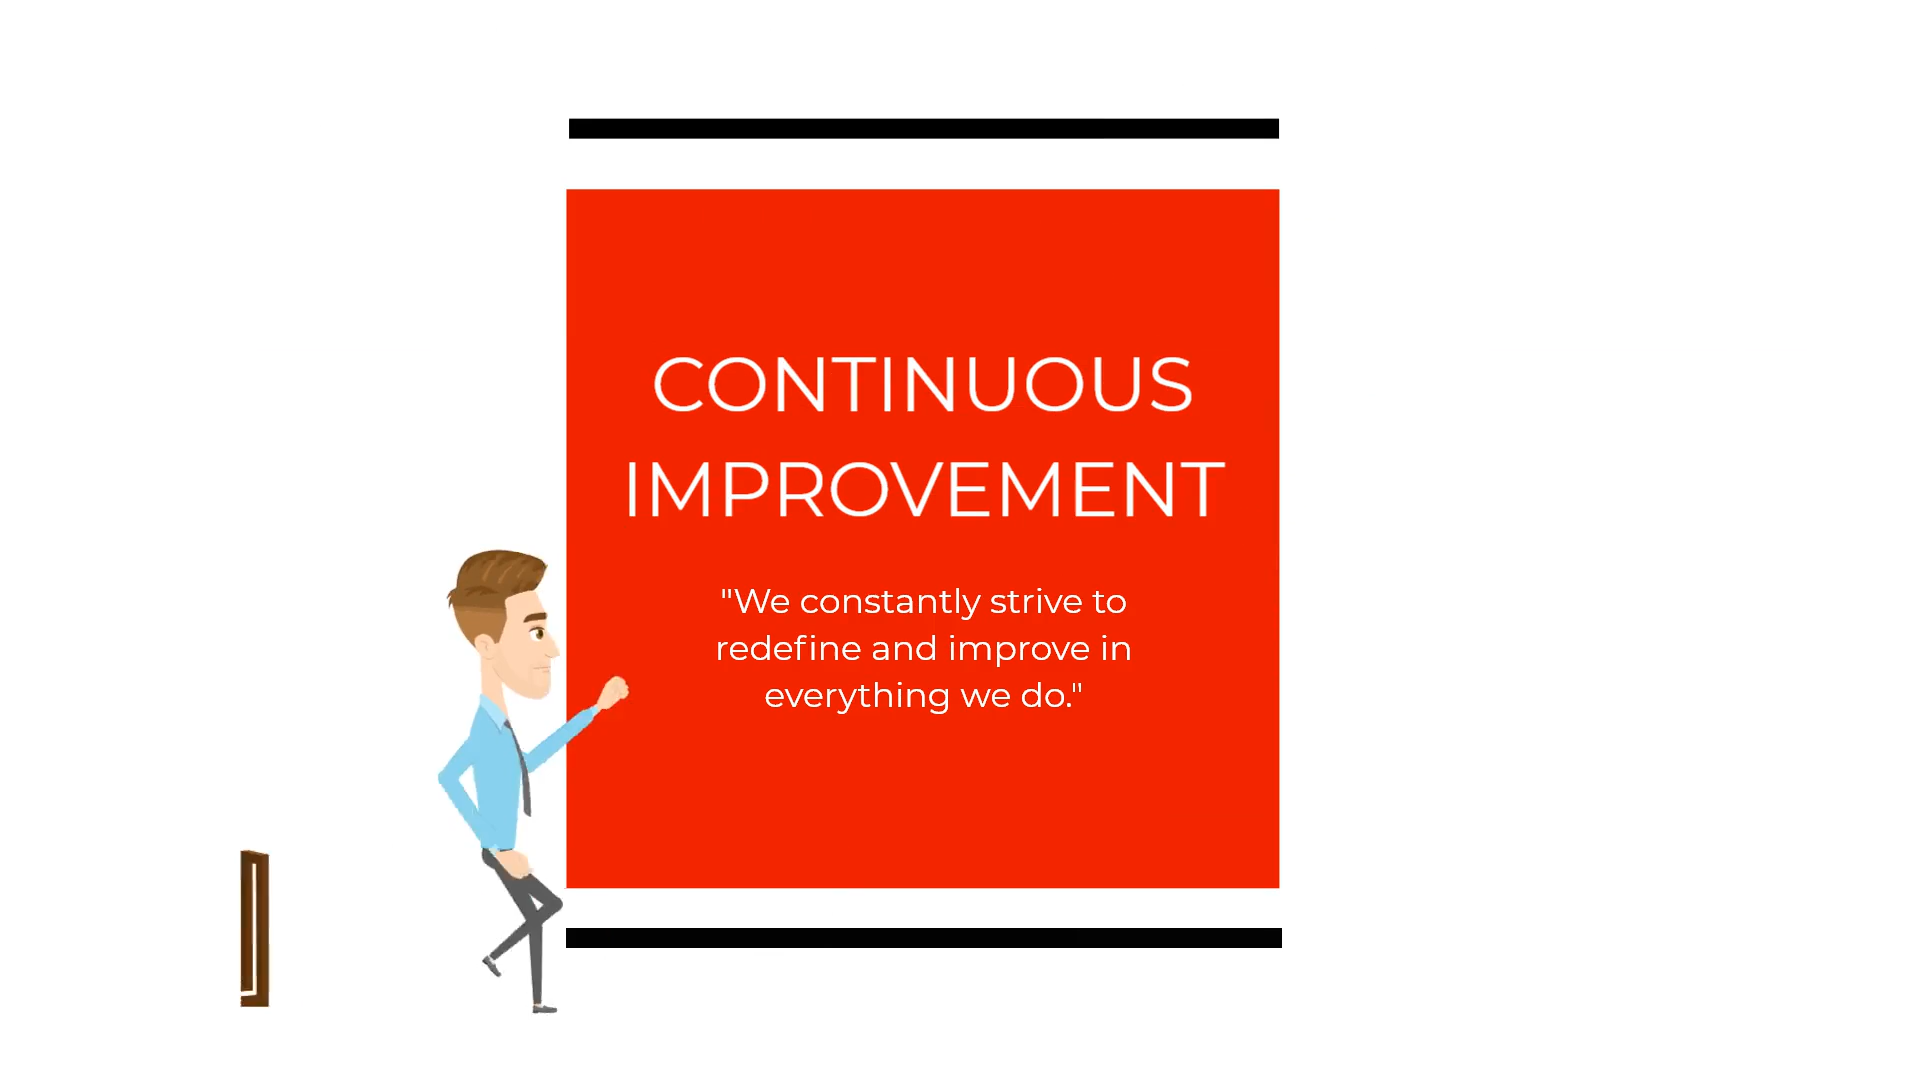 CONTINUOUS
IMPROVEMENT
"We constantly strive to
redefine and improve in
everything we do."